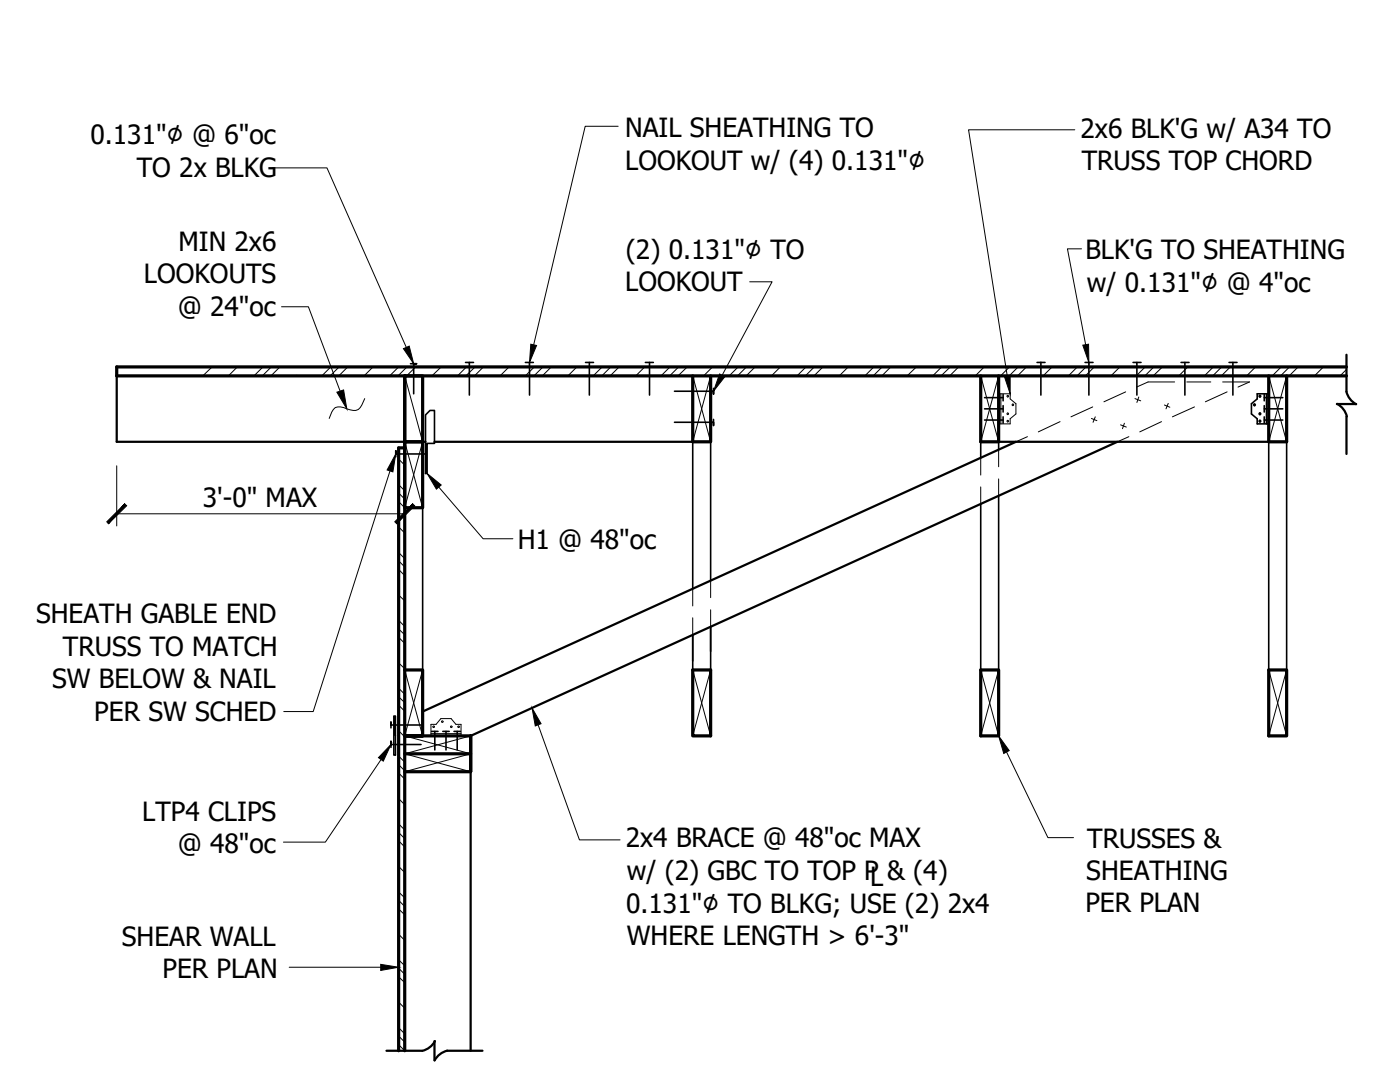 0.131"⌀ @ 6"oc
TO 2x BLKG
NAIL SHEATHING TO
LOOKOUT w/ (4) 0.131"⌀
2x6 BLK'G w/ A34 TO
TRUSS TOP CHORD
MIN 2x6
LOOKOUTS
@ 24"oc
(2) 0.131"⌀ TO
LOOKOUT
BLK'G TO SHEATHING
w/ 0.131"⌀ @ 4"oc
3'-0" MAX
H1 @ 48"oc
SHEATH GABLE END
TRUSS TO MATCH
SW BELOW & NAIL
PER SW SCHED
LTP4 CLIPS
@ 48"oc
2x4 BRACE @ 48"oc MAX
w/ (2) GBC TO TOP ⅊ & (4)
0.131"⌀ TO BLKG; USE (2) 2x4
WHERE LENGTH > 6'-3"
TRUSSES &
SHEATHING
PER PLAN
SHEAR WALL
PER PLAN